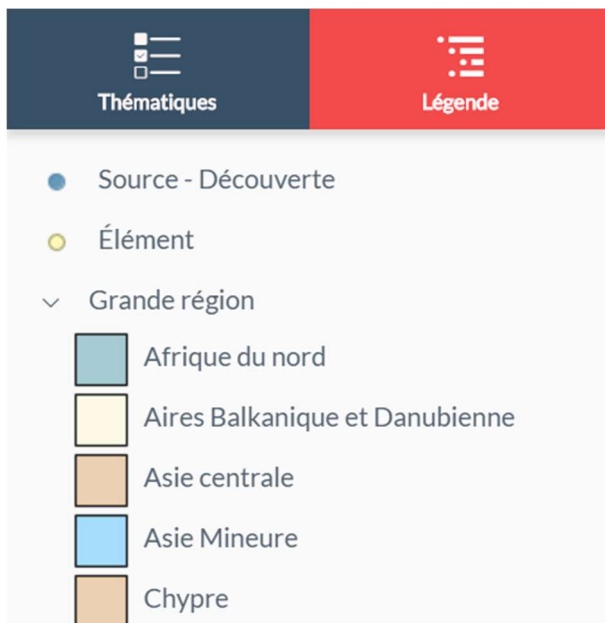 Thématiques
Légende
Source - Découverte
Élément
Grande région
Afrique du nord
Aires Balkanique et Danubienne
Asie centrale
Asie Mineure
Chypre